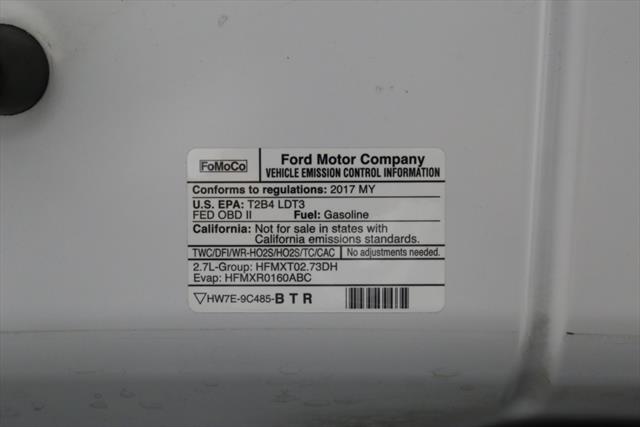 FoMoCo
Ford Motor Company
VEHICLE EMISSION CONTROL INFORMATION
Conforms to regulations: 2017 MY
U.S. EPA: T2B4 LDT3
FED OBD II Fuel: Gasoline
California: Not for sale in states with
California emissions standards.
TWC/DFI/WR-HO2S/HO2S/TC/CAC No adjustments needed.
2.7L-Group: HFMXT02.73DH
Evap: HFMXR0160ABC
HW7E-9C485-B T R